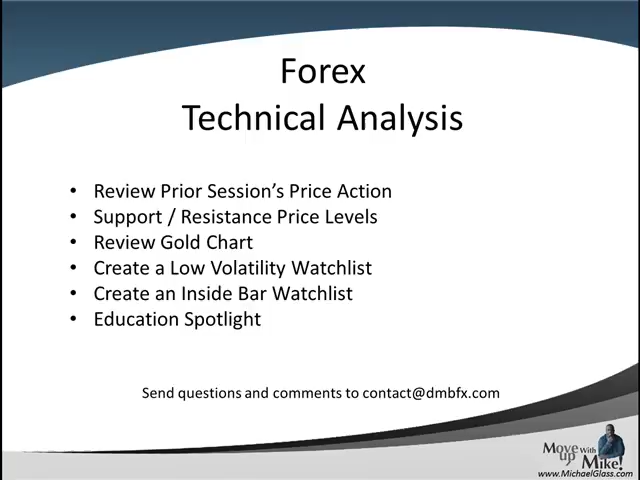 Forex
Technical Analysis
• Review Prior Session's Price Action
• Support / Resistance Price Levels
• Review Gold Chart
• Create a Low Volatility Watchlist
• Create an Inside Bar Watchlist
• Education Spotlight
Send questions and comments to contact@dmbfx.com
Move up With Mike!
www.MichaelGlass.com